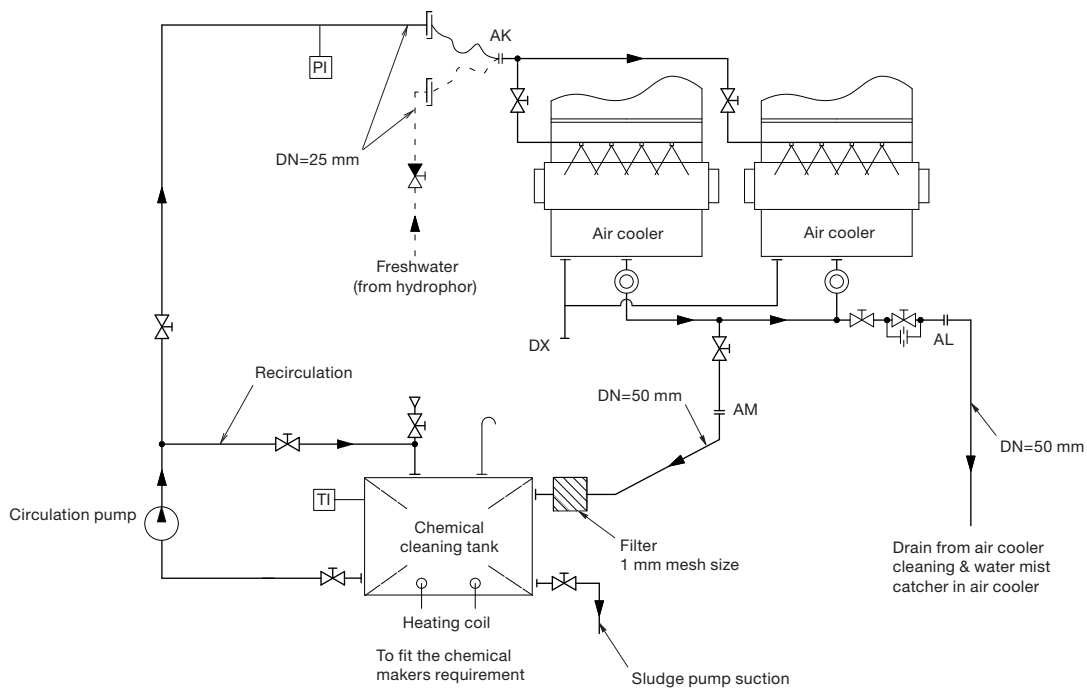 AK
PI
DN=25 mm
Freshwater
(from hydrophor)
Air cooler
Air cooler
DX
AL
Recirculation
DN=50 mm
AM
DN=50 mm
TI
Circulation pump
Chemical
cleaning tank
Filter
1 mm mesh size
Drain from air cooler
cleaning & water mist
catcher in air cooler
Heating coil
To fit the chemical
makers requirement
Sludge pump suction